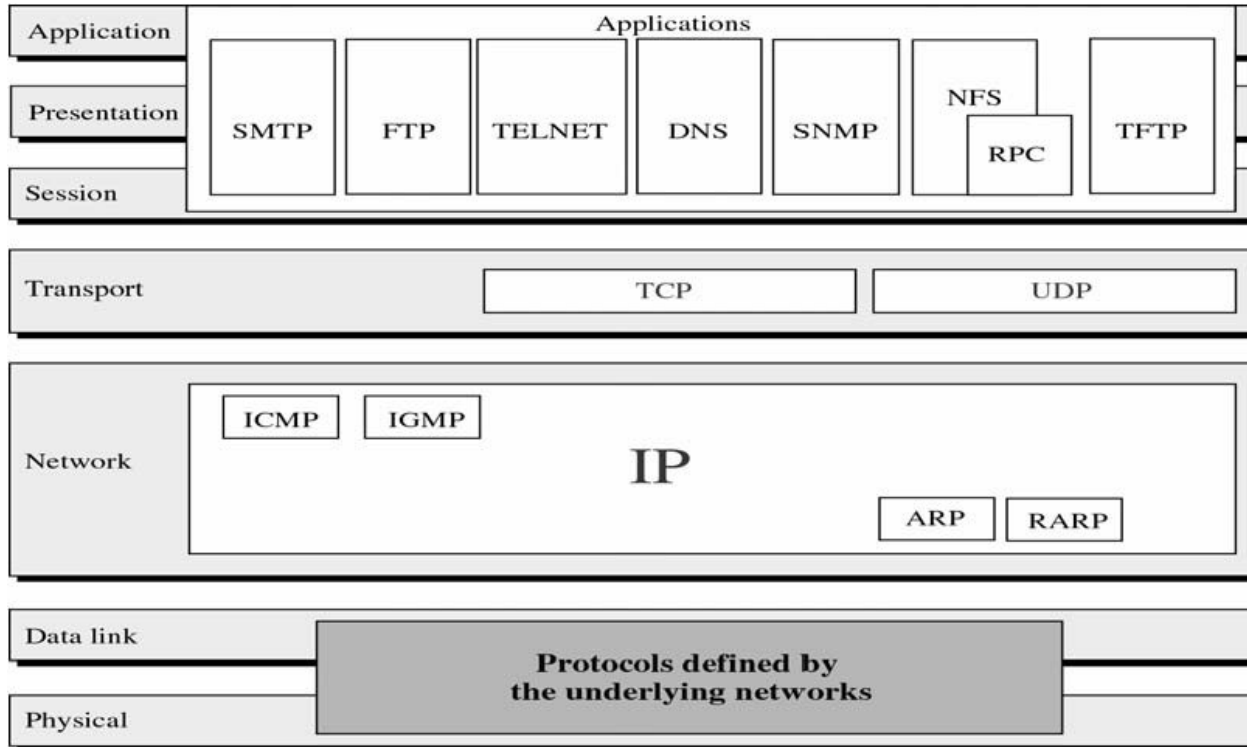 Application
Applications
Presentation
SMTP
FTP
TELNET
DNS
SNMP
NFS
RPC
TFTP
Session
Transport
TCP
UDP
Network
ICMP
IGMP
IP
ARP
RARP
Data link
Protocols defined by
the underlying networks
Physical